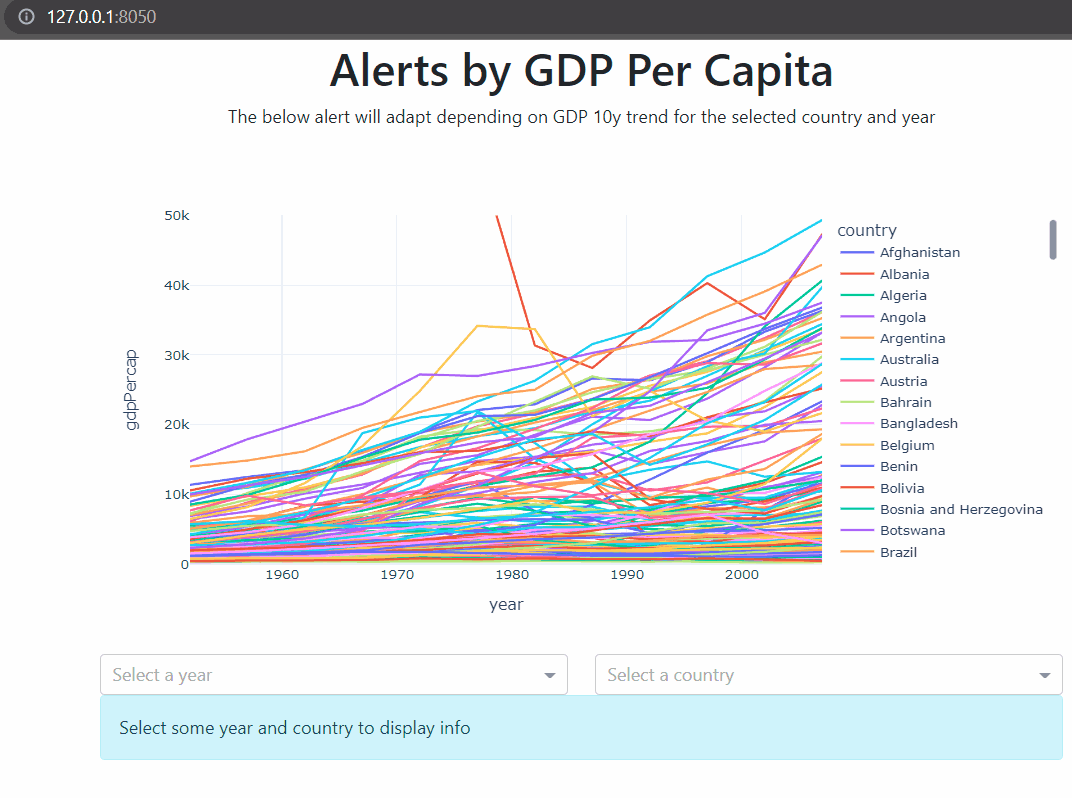 127.0.0.1:8050
Alerts by GDP Per Capita
The below alert will adapt depending on GDP 10y trend for the selected country and year
50k
40k
30k
20k
10k
0
gdpPercap
1960
1970
1980
1990
2000
year
country
Afghanistan
Albania
Algeria
Angola
Argentina
Australia
Austria
Bahrain
Bangladesh
Belgium
Benin
Bolivia
Bosnia and Herzegovina
Botswana
Brazil
Select a year
Select a country
Select some year and country to display info